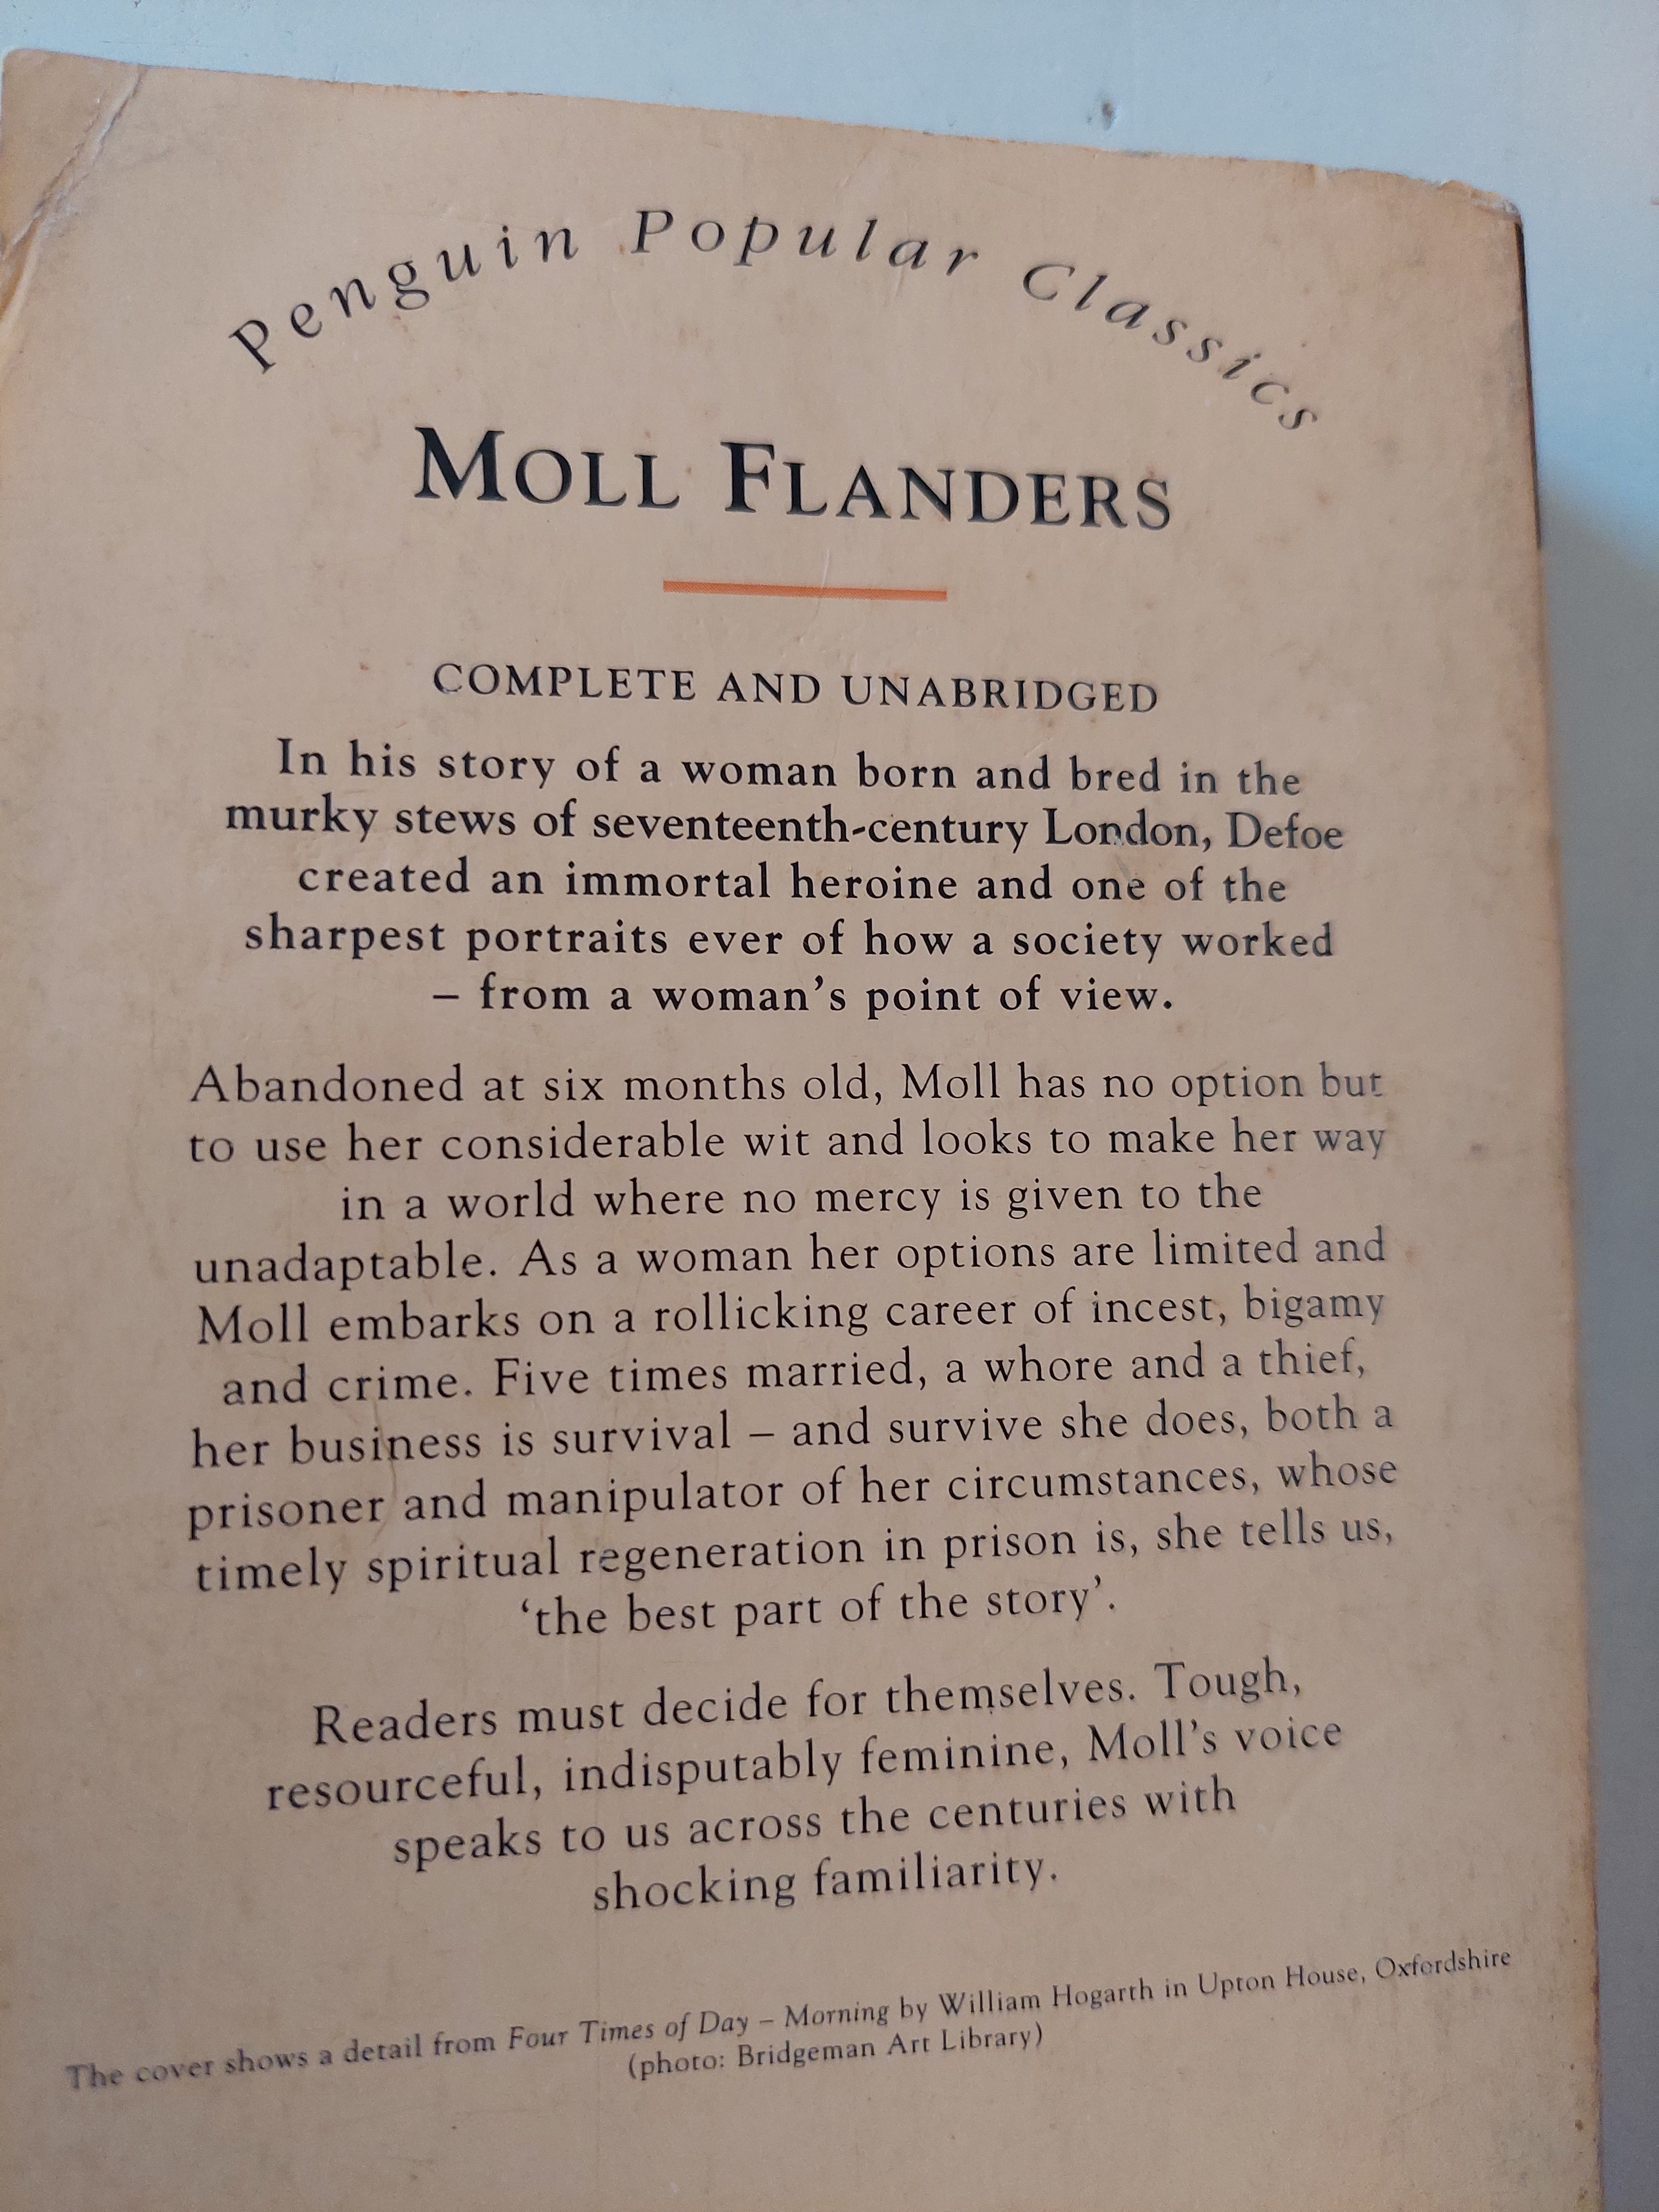 Penguin Popular Classics
MOLL FLANDERS
COMPLETE AND UNABRIDGED
In his story of a woman born and bred in the
murky stews of seventeenth-century London, Defoe
created an immortal heroine and one of the
sharpest portraits ever of how a society worked
– from a woman's point of view.
Abandoned at six months old, Moll has no option but
to use her considerable wit and looks to make her way
in a world where no mercy is given to the
unadaptable. As a woman her options are limited and
Moll embarks on a rollicking career of incest, bigamy
and crime. Five times married, a whore and a thief,
her business is survival – and survive she does, both a
prisoner and manipulator of her circumstances, whose
timely spiritual regeneration in prison is, she tells us,
‘the best part of the story’.
Readers must decide for themselves. Tough,
resourceful, indisputably feminine, Moll's voice
speaks to us across the centuries with
shocking familiarity.
The cover shows a detail from Four Times of Day – Morning by William Hogarth in Upton House, Oxfordshire
(photo: Bridgeman Art Library)